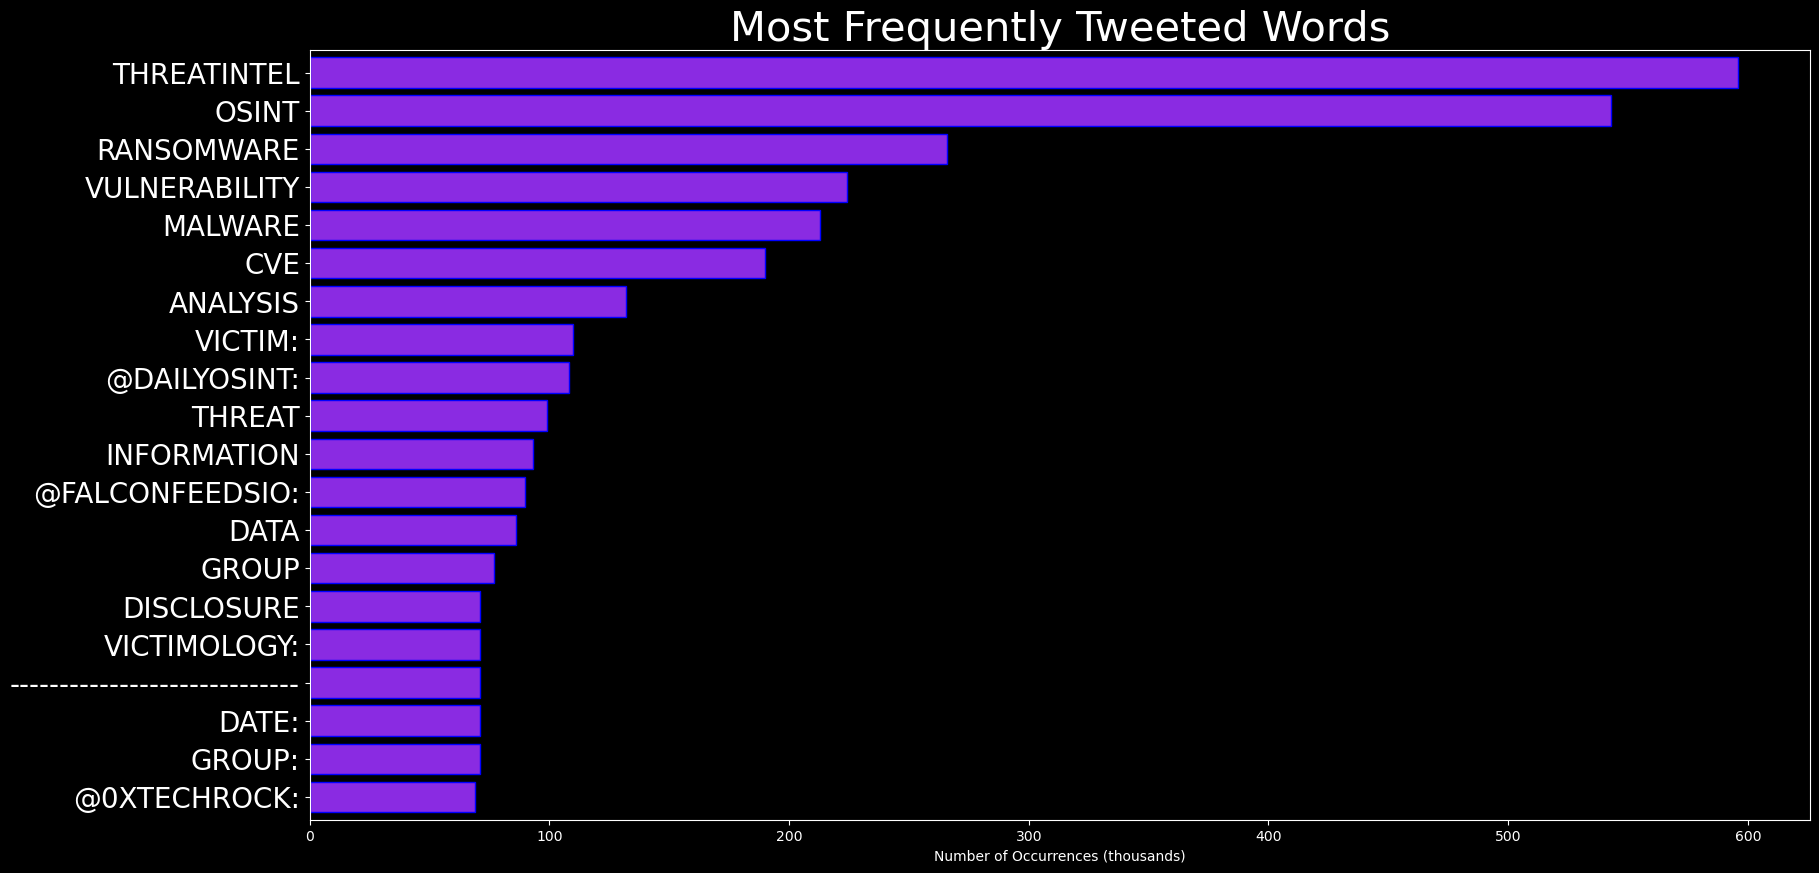 Most Frequently Tweeted Words
THREATINTEL
OSINT
RANSOMWARE
VULNERABILITY
MALWARE
CVE
ANALYSIS
VICTIM:
@DAILYOSINT:
THREAT
INFORMATION
@FALCONFEEDSIO:
DATA
GROUP
DISCLOSURE
VICTIMOLOGY:
-----------------------------
DATE:
GROUP:
@0XTECHROCK:
0 100 200 300 400 500 600
Number of Occurrences (thousands)